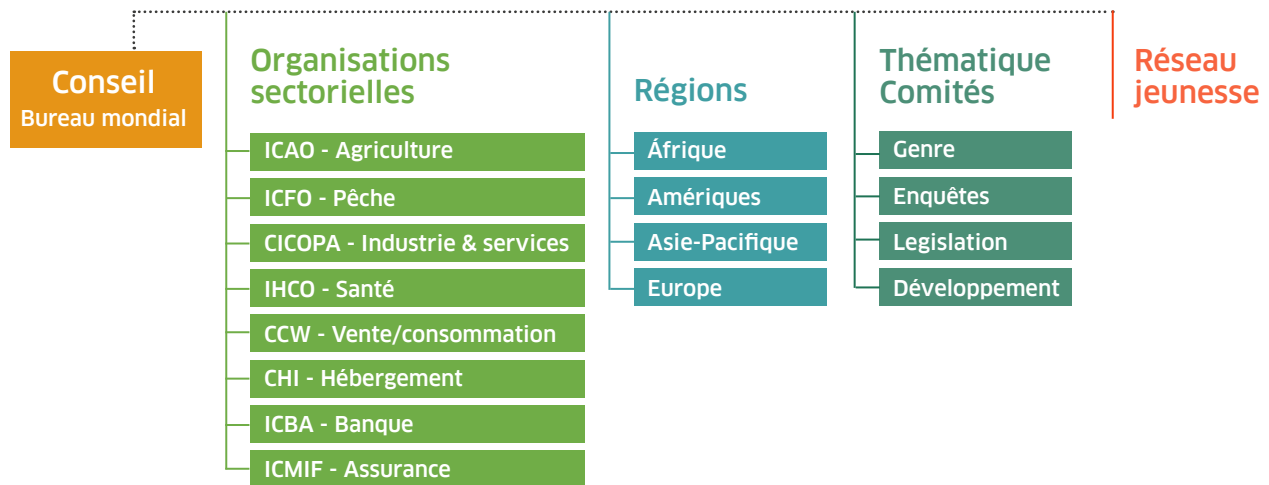 Conseil
Bureau mondial
Organisations
sectorielles
ICAO - Agriculture
ICFO - Pêche
CICOPA - Industrie & services
IHCO - Santé
CCW - Vente/consommation
CHI - Hébergement
ICBA - Banque
ICMIF - Assurance
Régions
Áfrique
Amériques
Asie-Pacifique
Europe
Thématique
Comités
Genre
Enquêtes
Legislation
Développement
Réseau
jeunesse